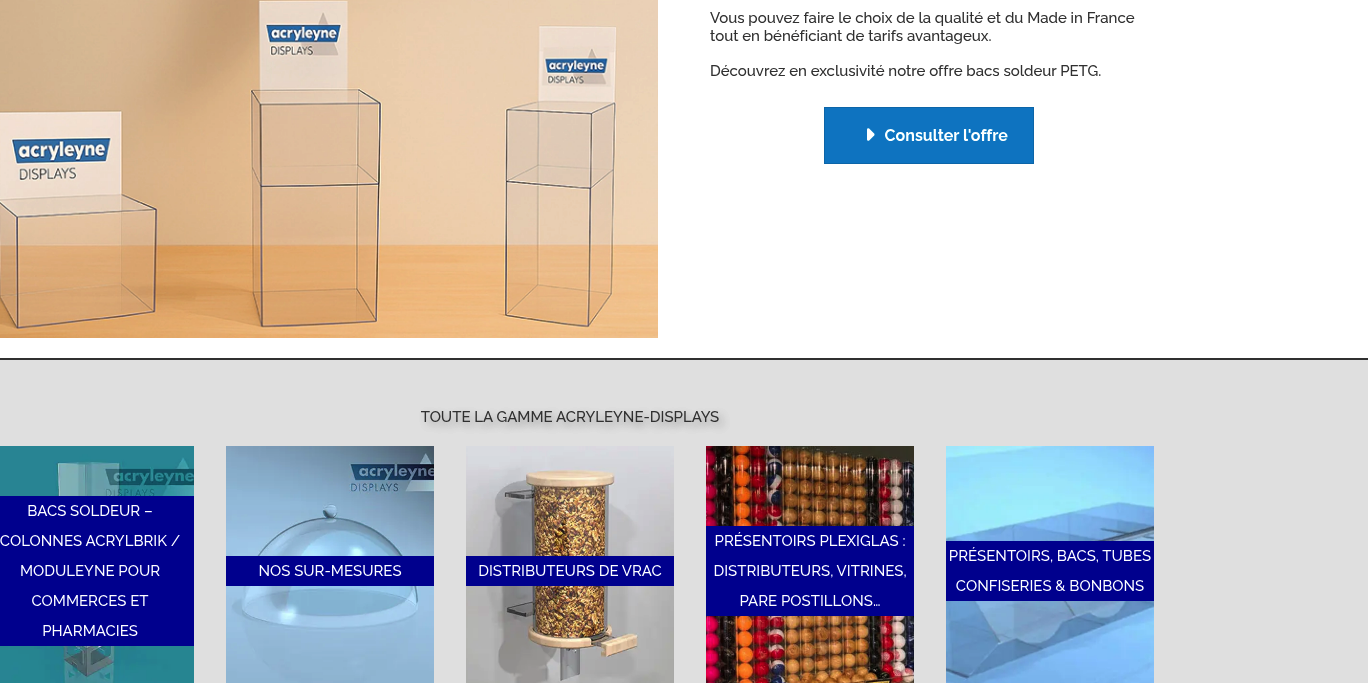 acryleyne
DISPLAYS
acryleyne
DISPLAYS
acryleyne
DISPLAYS
Vous pouvez faire le choix de la qualité et du Made in France
tout en bénéficiant de tarifs avantageux.
Découvrez en exclusivité notre offre bacs soldeur PETG.
Consulter l'offre
TOUTE LA GAMME ACRYLEYNE-DISPLAYS
acryleyne
DISPLAYS
BACS SOLDEUR –
COLONNES ACRYLBRIK /
MODULEYNE POUR
COMMERCES ET
PHARMACIES
acryleyne
DISPLAYS
NOS SUR-MESURES
DISTRIBUTEURS DE VRAC
PRÉSENTOIRS PLEXIGLAS :
DISTRIBUTEURS, VITRINES,
PARE POSTILLONS…
PRÉSENTOIRS, BACS, TUBES
CONFISERIES & BONBONS